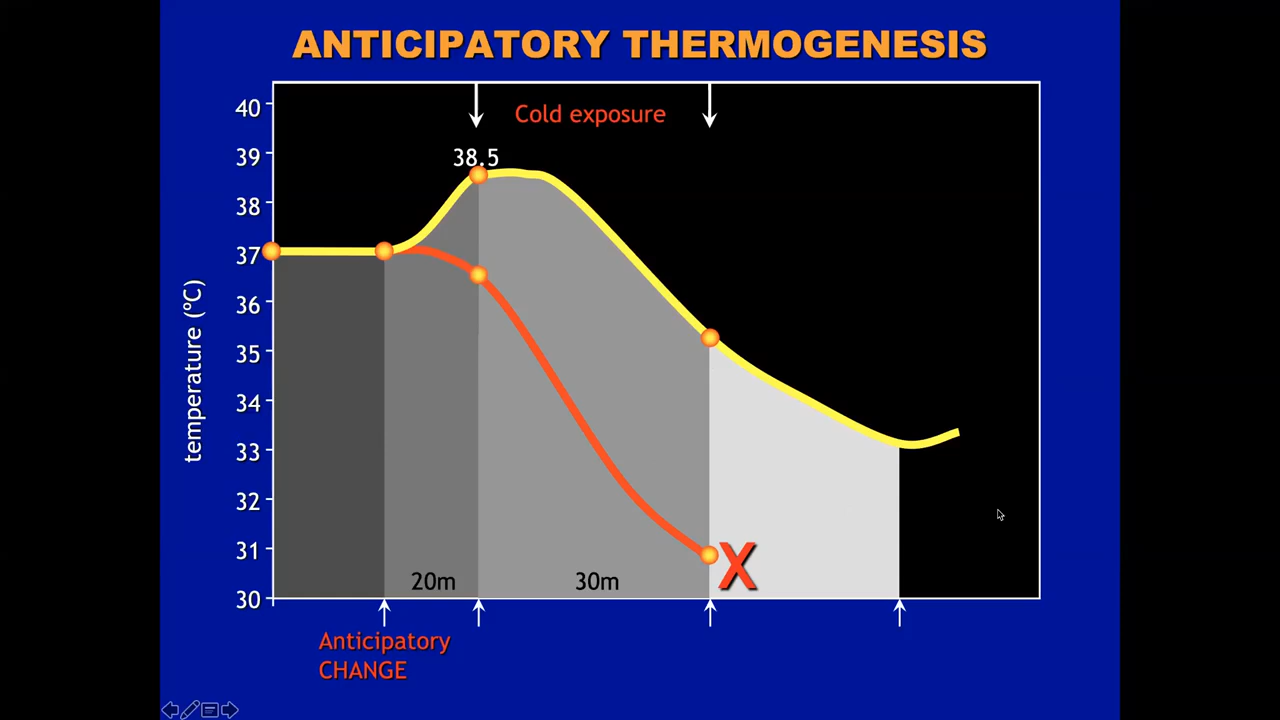 ANTICIPATORY THERMOGENESIS
Cold exposure
38.5
40
39
38
37
36
35
34
33
32
31
30
temperature (ºC)
20m
30m
X
Anticipatory
CHANGE